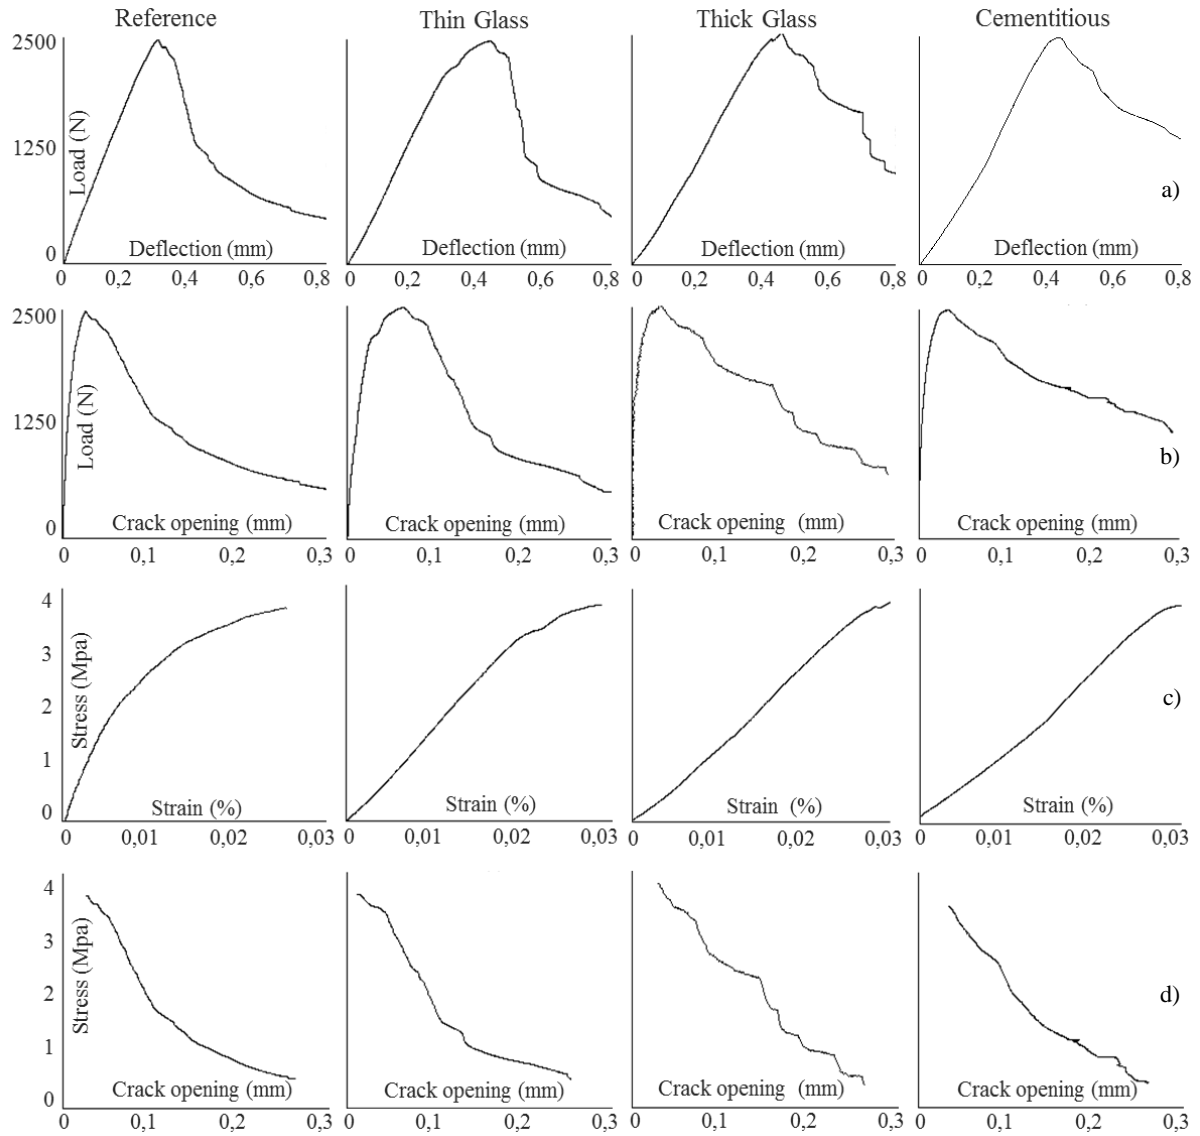 Reference Thin Glass Thick Glass Cementitious
2500
1250
0
Load (N)
Deflection (mm) Deflection (mm) Deflection (mm) Deflection (mm)
a)
0 0,2 0,4 0,6 0,8 0 0,2 0,4 0,6 0,8 0 0,2 0,4 0,6 0,8 0 0,2 0,4 0,6 0,8
2500
1250
0
Load (N)
Crack opening (mm) Crack opening (mm) Crack opening (mm) Crack opening (mm)
b)
0 0,1 0,2 0,3 0 0,1 0,2 0,3 0 0,1 0,2 0,3 0 0,1 0,2 0,3
4
3
2
1
0
Stress (Mpa)
Strain (%) Strain (%) Strain (%) Strain (%)
c)
0 0,01 0,02 0,03 0 0,01 0,02 0,03 0 0,01 0,02 0,03 0 0,01 0,02 0,03
4
3
2
1
0
Stress (Mpa)
Crack opening (mm) Crack opening (mm) Crack opening (mm) Crack opening (mm)
d)
0 0,1 0,2 0,3 0 0,1 0,2 0,3 0 0,1 0,2 0,3 0 0,1 0,2 0,3